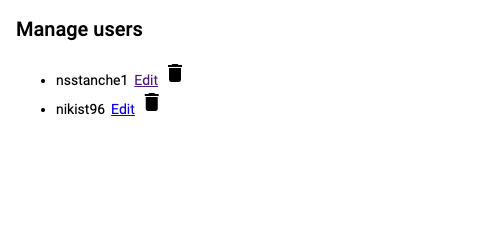 Manage users
nsstanche1 Edit
nikist96 Edit